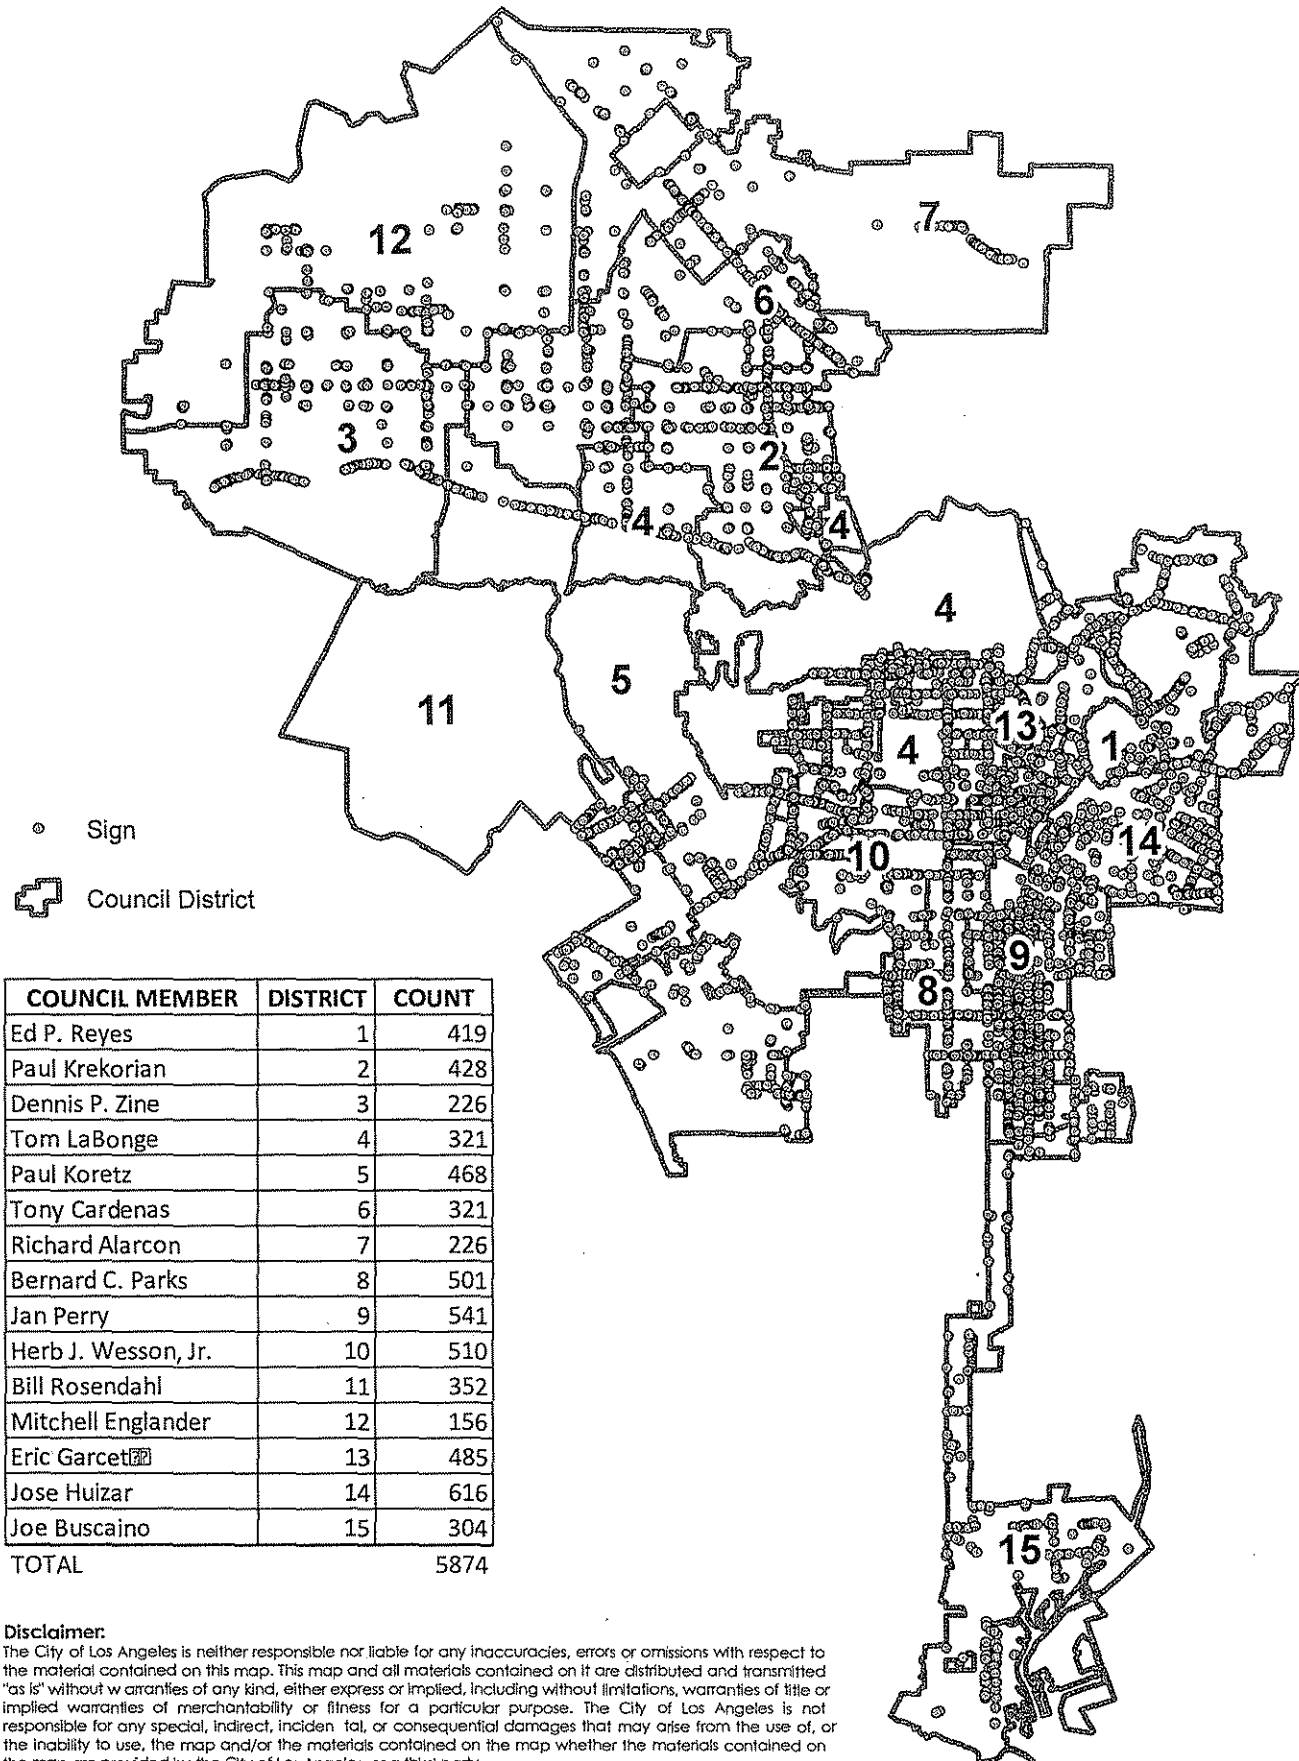 12
7
6
3
2
4
4
4
5
11
13
4
1
14
10
9
8
15
Sign
Council District
COUNCIL MEMBER DISTRICT COUNT
Ed P. Reyes 1 419
Paul Krekorian 2 428
Dennis P. Zine 3 226
Tom LaBonge 4 321
Paul Koretz 5 468
Tony Cardenas 6 321
Richard Alarcon 7 226
Bernard C. Parks 8 501
Jan Perry 9 541
Herb J. Wesson, Jr. 10 510
Bill Rosendahl 11 352
Mitchell Englander 12 156
Eric Garcet 13 485
Jose Huizar 14 616
Joe Buscaino 15 304
TOTAL 5874
Disclaimer:
The City of Los Angeles is neither responsible nor liable for any inaccuracies, errors or omissions with respect to
the material contained on this map. This map and all materials contained on it are distributed and transmitted
"as is" without w arranties of any kind, either express or implied, including without limitations, warranties of title or
implied warranties of merchantability or fitness for a particular purpose. The City of Los Angeles is not
responsible for any special, indirect, inciden tal, or consequential damages that may arise from the use of, or
the inability to use, the map and/or the materials contained on the map whether the materials contained on